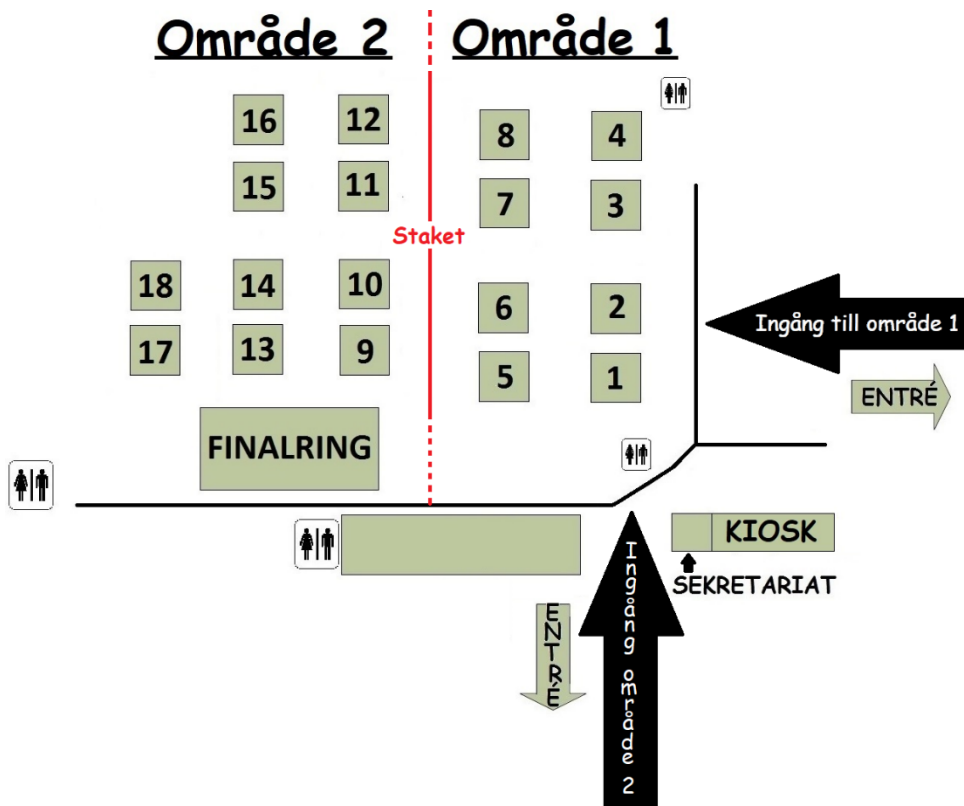 Område 2
Område 1
16
12
8
4
15
11
7
3
Staket
18
14
10
6
2
Ingång till område 1
17
13
9
5
1
ENTRÉ
FINALRING
KIOSK
SEKRETARIAT
Ingång område 2
ENTRÉ